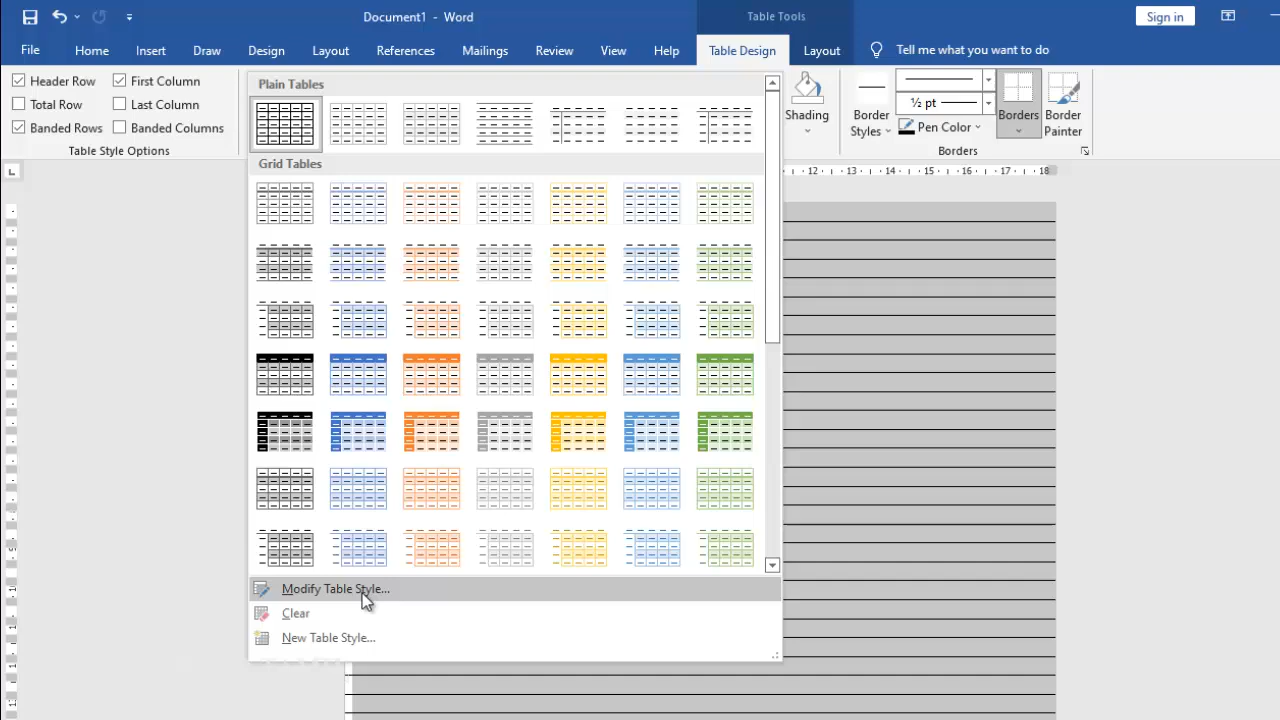 Document1 - Word
Table Tools
Sign in
File
Home
Insert
Draw
Design
Layout
References
Mailings
Review
View
Help
Table Design
Layout
Tell me what you want to do
Header Row
First Column
Total Row
Last Column
Banded Rows
Banded Columns
Table Style Options
Plain Tables
Grid Tables
Modify Table Style...
Clear
New Table Style...
Shading
Border
Styles
½ pt
Pen Color
Borders
Border
Painter
Borders
12 13 14 15 16 17 18